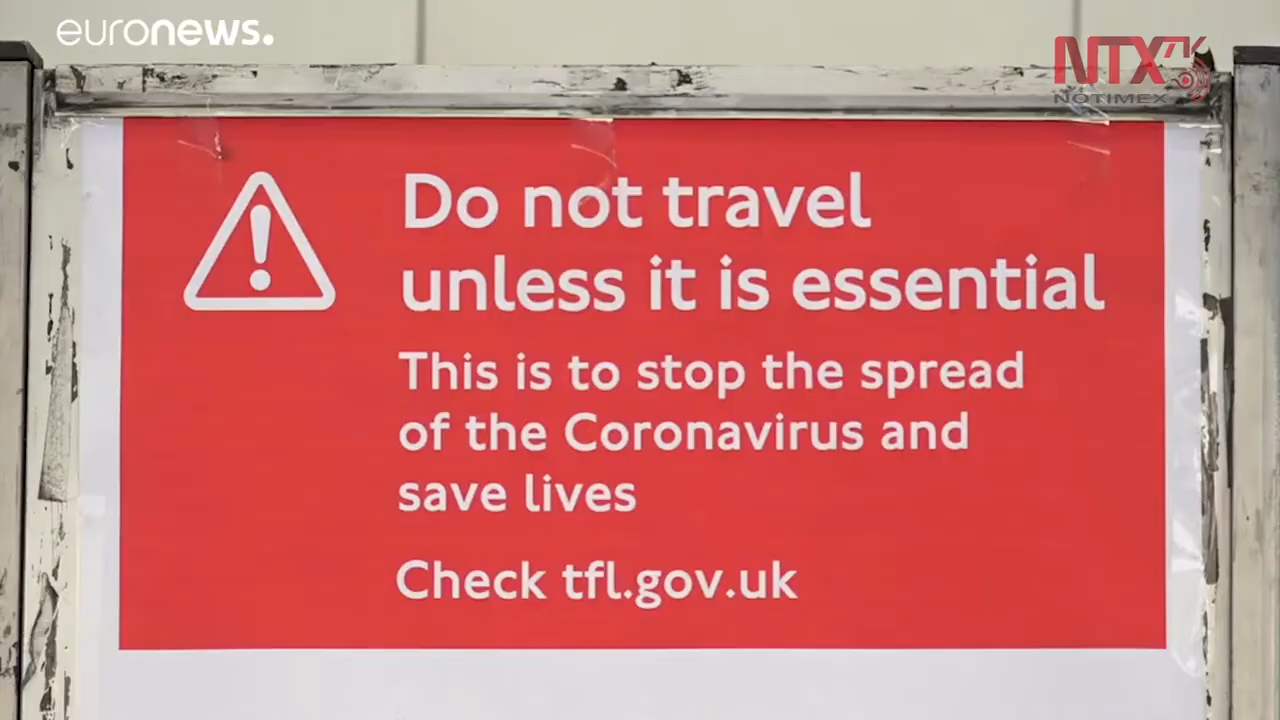 euronews.
NTX TV
NOTIMEX
Do not travel
unless it is essential
This is to stop the spread
of the Coronavirus and
save lives
Check tfl.gov.uk